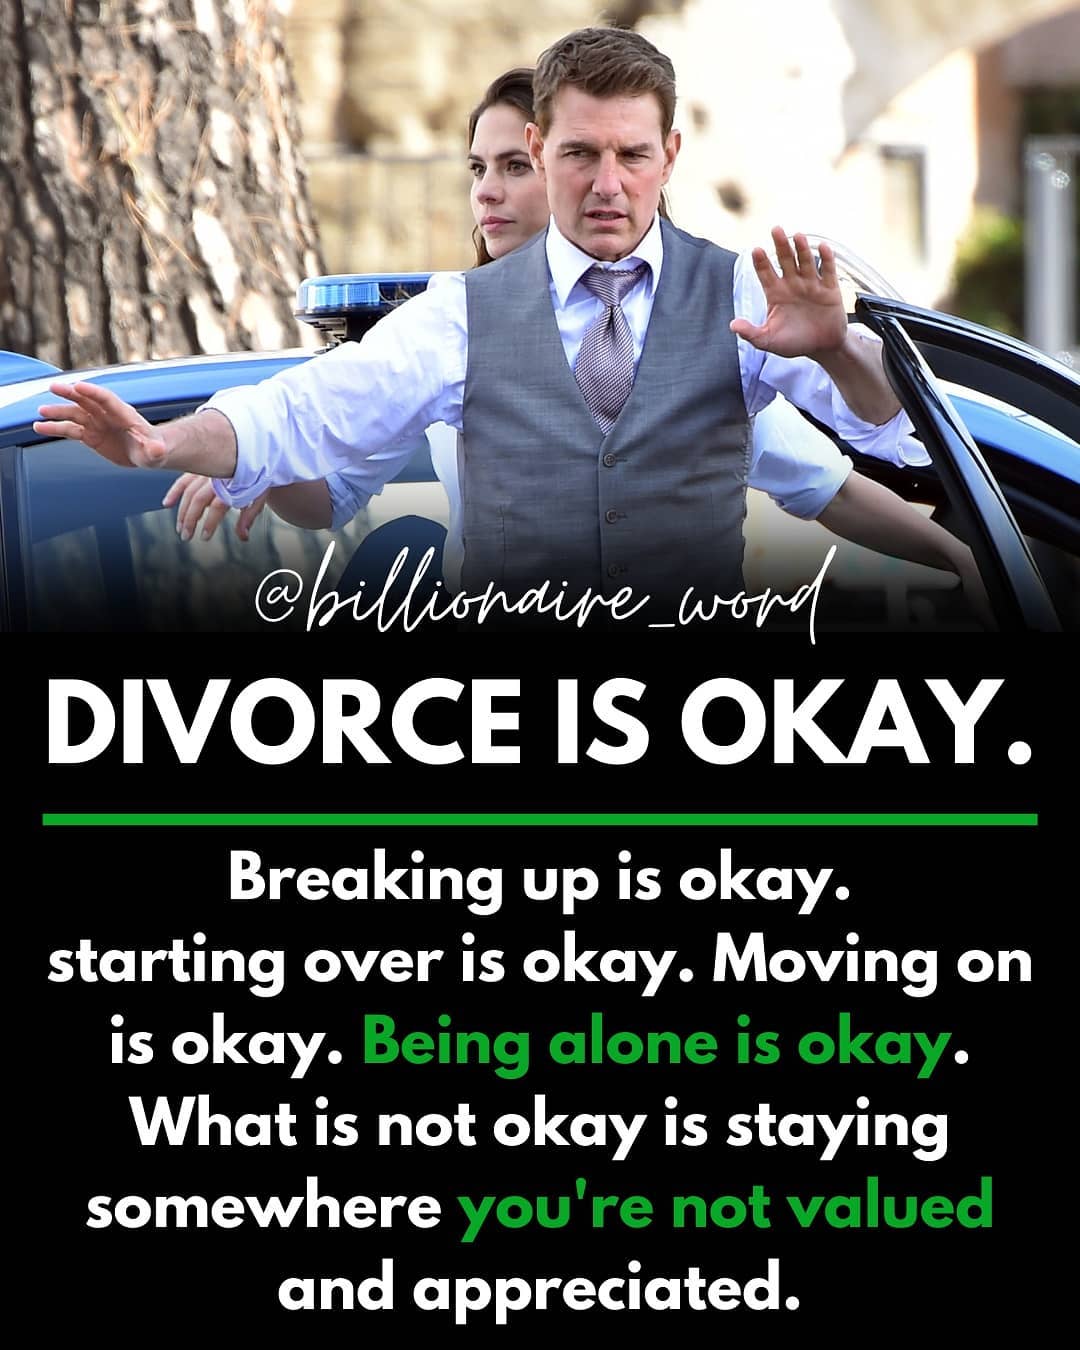 @billionaire_word
DIVORCE IS OKAY.
Breaking up is okay.
starting over is okay. Moving on
is okay. Being alone is okay.
What is not okay is staying
somewhere you're not valued
and appreciated.